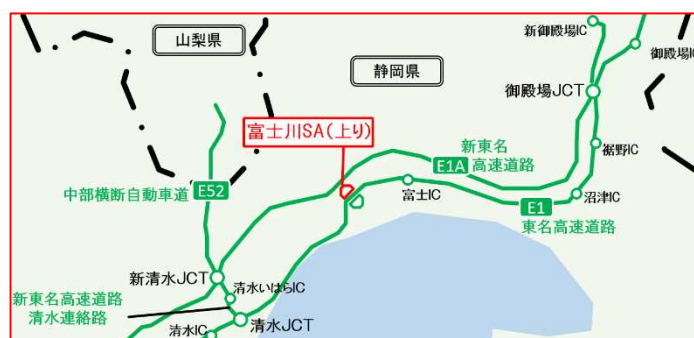 山梨県
静岡県
新御殿場IC
御殿場IC
御殿場JCT
富士川SA(上り)
新東名
高速道路
E1A
裾野IC
中部横断自動車道
E52
富士IC
沼津IC
E1
東名高速道路
新清水JCT
清水いはらIC
新東名高速道路
清水連絡路
清水IC
清水JCT